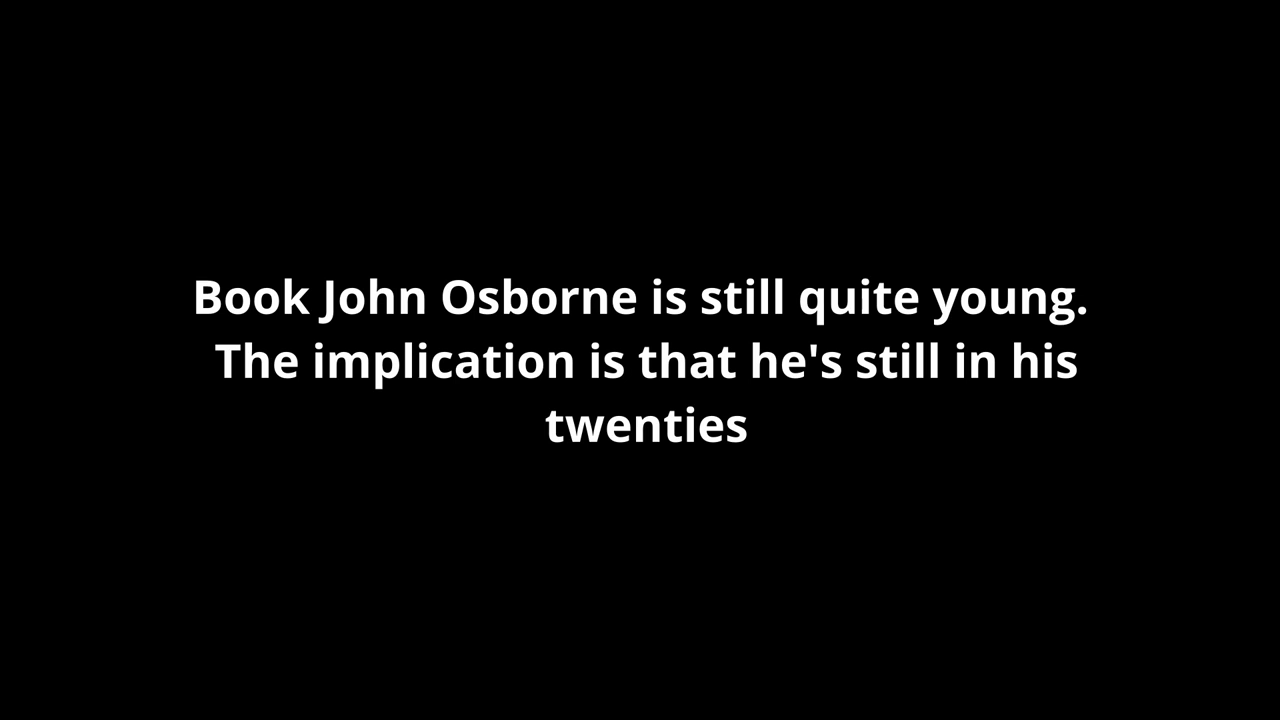 Book John Osborne is still quite young.
The implication is that he's still in his
twenties